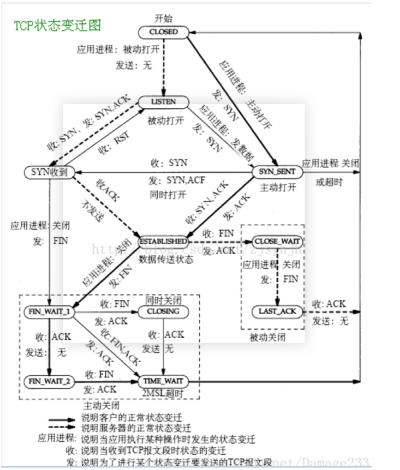 TCP状态变迁图
开始
CLOSED
应用进程：被动打开
发送：无
应用进程：主动打开
发：SYN
LISTEN
被动打开
收：SYN，发：SYN,ACK
收：RST
应用进程：发数据
发：SYN
SYN收到
收：SYN
发：SYN,ACF
同时打开
SYN_SENT
主动打开
应用进程 关闭
或超时
收ACK
不发送
收：SYN,ACK
发：ACK
应用进程：关闭
发：FIN
ESTABLISHED
数据传送状态
应用进程：关闭
发：FIN
收：FIN
发：ACK
CLOSE_WAIT
应用进程 关闭
发：FIN
LAST_ACK
收：ACK
发送：无
被动关闭
FIN_WAIT_1
收：FIN
发：ACK
同时关闭
CLOSING
收：ACK
发送：无
收：FIN,ACK
发：ACK
收：ACK
发送 无
FIN_WAIT_2
收：FIN
发：ACK
TIME_WAIT
2MSL超时
主动关闭
说明客户的正常状态变迁
说明服务器的正常状态变迁
应用进程：说明当应用执行某种操作时发生的状态变迁
收：说明当收到TCP报文段时状态的变迁
发：说明为了进行某个状态变迁要发送的TCP报文段